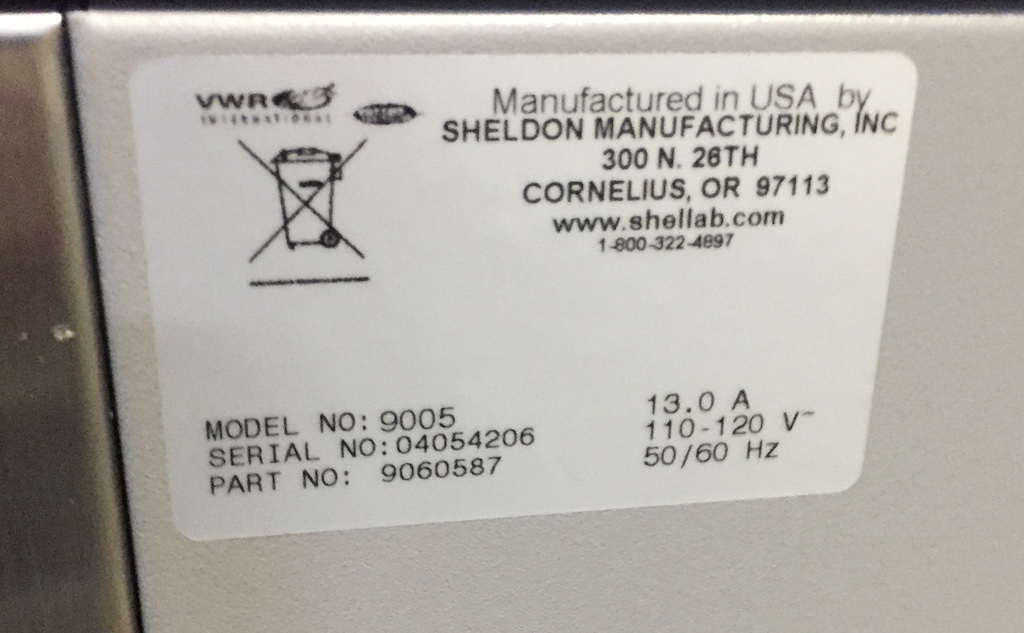 VWR
INTERNATIONAL
Manufactured in USA by
SHELDON MANUFACTURING, INC
300 N. 26TH
CORNELIUS, OR 97113
www.shellab.com
1-800-322-4897
MODEL NO: 9005
SERIAL NO: 04054206
PART NO: 9060587
13.0 A
110-120 V~
50/60 Hz